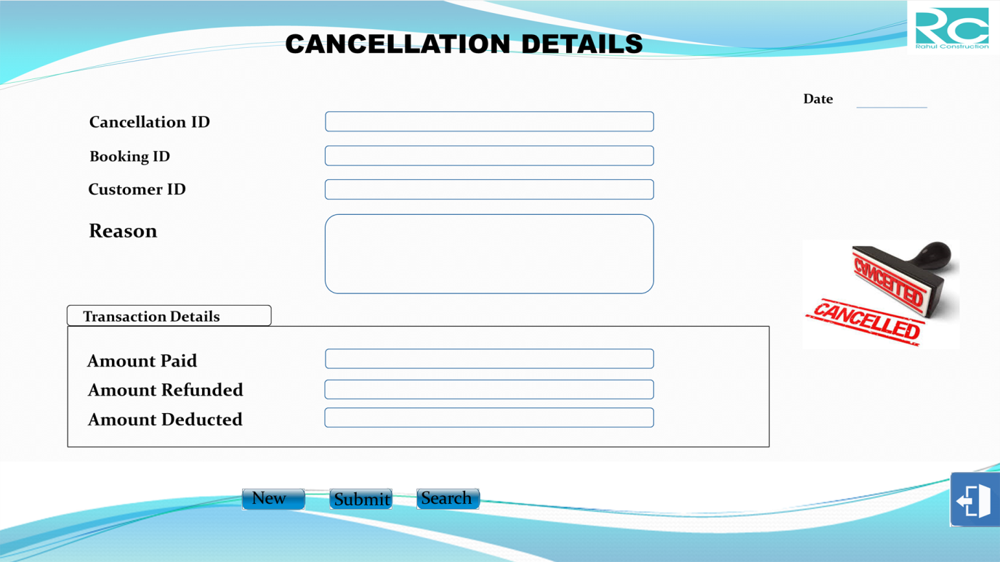 CANCELLATION DETAILS
RC
Rahul Construction
Date
Cancellation ID
Booking ID
Customer ID
Reason
CANCELLED
CANCELLED
Transaction Details
Amount Paid
Amount Refunded
Amount Deducted
New
Submit
Search